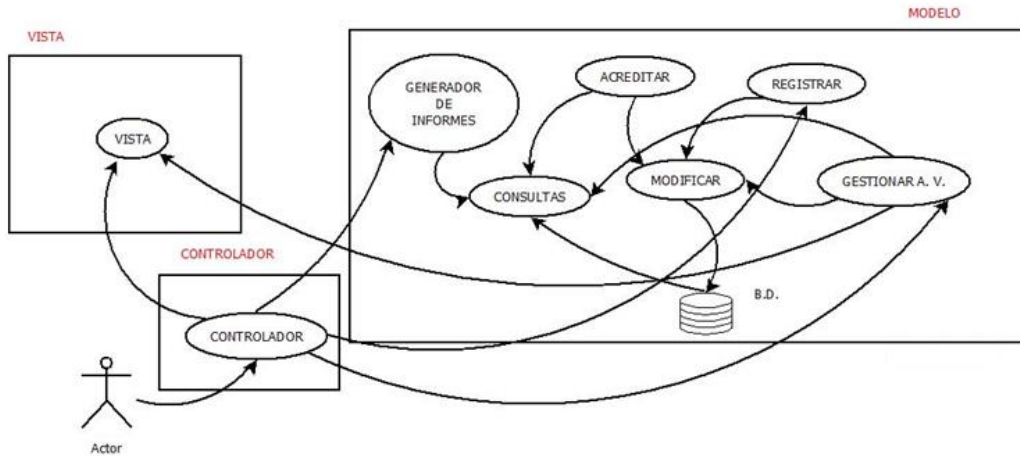 MODELO
VISTA
GENERADOR
DE
INFORMES
ACREDITAR
REGISTRAR
VISTA
CONSULTAS
MODIFICAR
GESTIONAR A. V.
CONTROLADOR
B.D.
CONTROLADOR
Actor